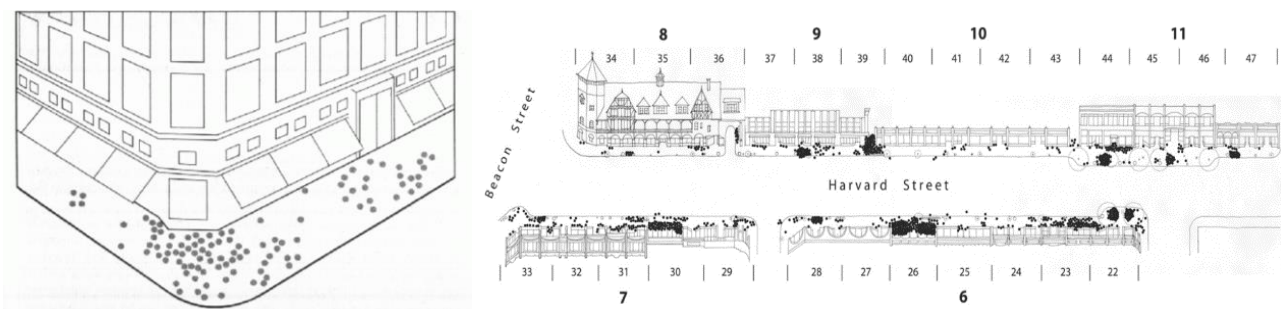 8 9 10 11
34 35 36 37 38 39 40 41 42 43 44 45 46 47
Beacon Street
Harvard Street
33 32 31 30 29 28 27 26 25 24 23 22
7 6